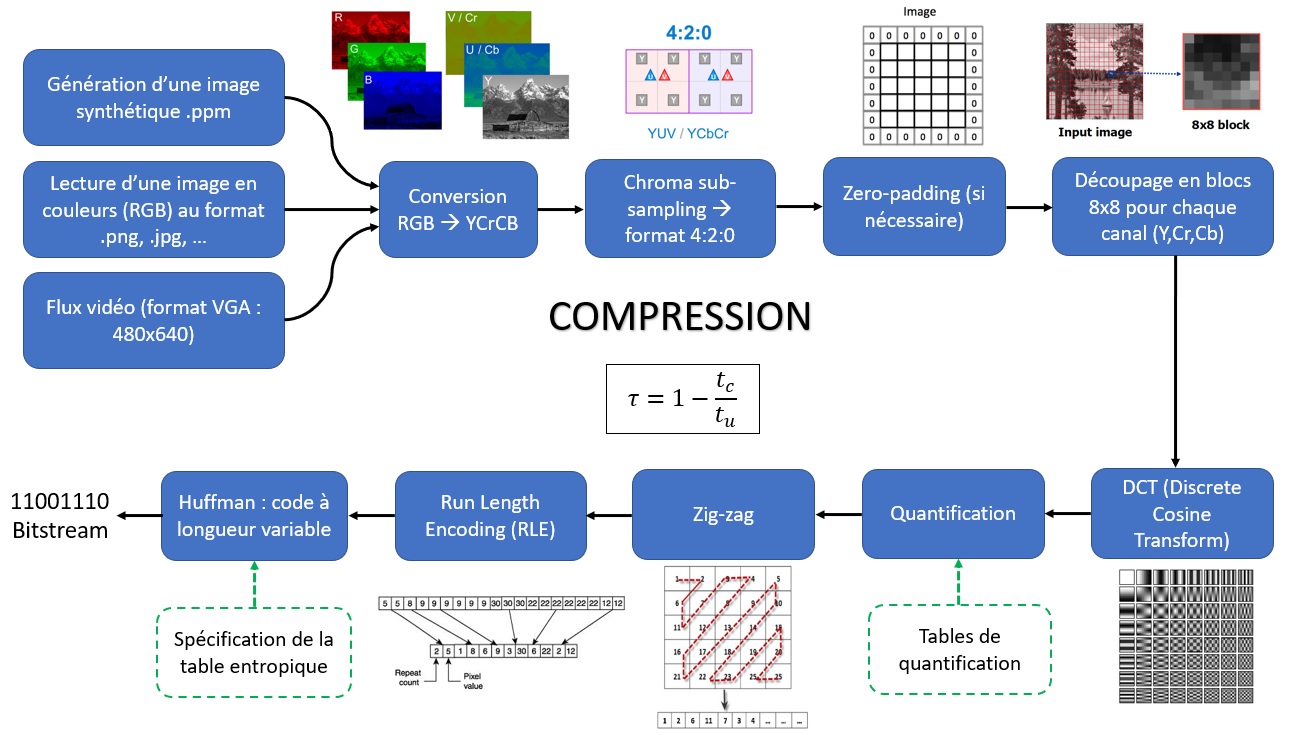 R
G
B
V / Cr
U / Cb
Y
4:2:0
Y Y Y Y
U V U V
Y Y Y Y
YUV / YCbCr
Image
0 0 0 0 0 0 0
0 0
0 0
0 0
0 0
0 0
0 0 0 0 0 0 0
Input image
8x8 block
Génération d’une image
synthétique .ppm
Lecture d’une image en
couleurs (RGB) au format
.png, .jpg, ...
Flux vidéo (format VGA :
480x640)
Conversion
RGB → YCrCB
Chroma sub-
sampling →
format 4:2:0
Zero-padding (si
nécessaire)
Découpage en blocs
8x8 pour chaque
canal (Y,Cr,Cb)
COMPRESSION
τ = 1 − t_c / t_u
DCT (Discrete
Cosine
Transform)
Quantification
Tables de
quantification
Zig-zag
1 2 3 4 5
6 7 8 9 10
11 12 13 14 15
16 17 18 19 20
21 22 23 24 25
1 2 6 11 7 3 4 ... ... ...
Run Length
Encoding (RLE)
5 5 8 9 9 9 9 9 9 30 30 30 22 22 22 22 22 22 12 12
2 5 1 8 6 9 3 30 6 22 2 12
Repeat
count
Pixel
value
Huffman : code à
longueur variable
Spécification de la
table entropique
11001110
Bitstream